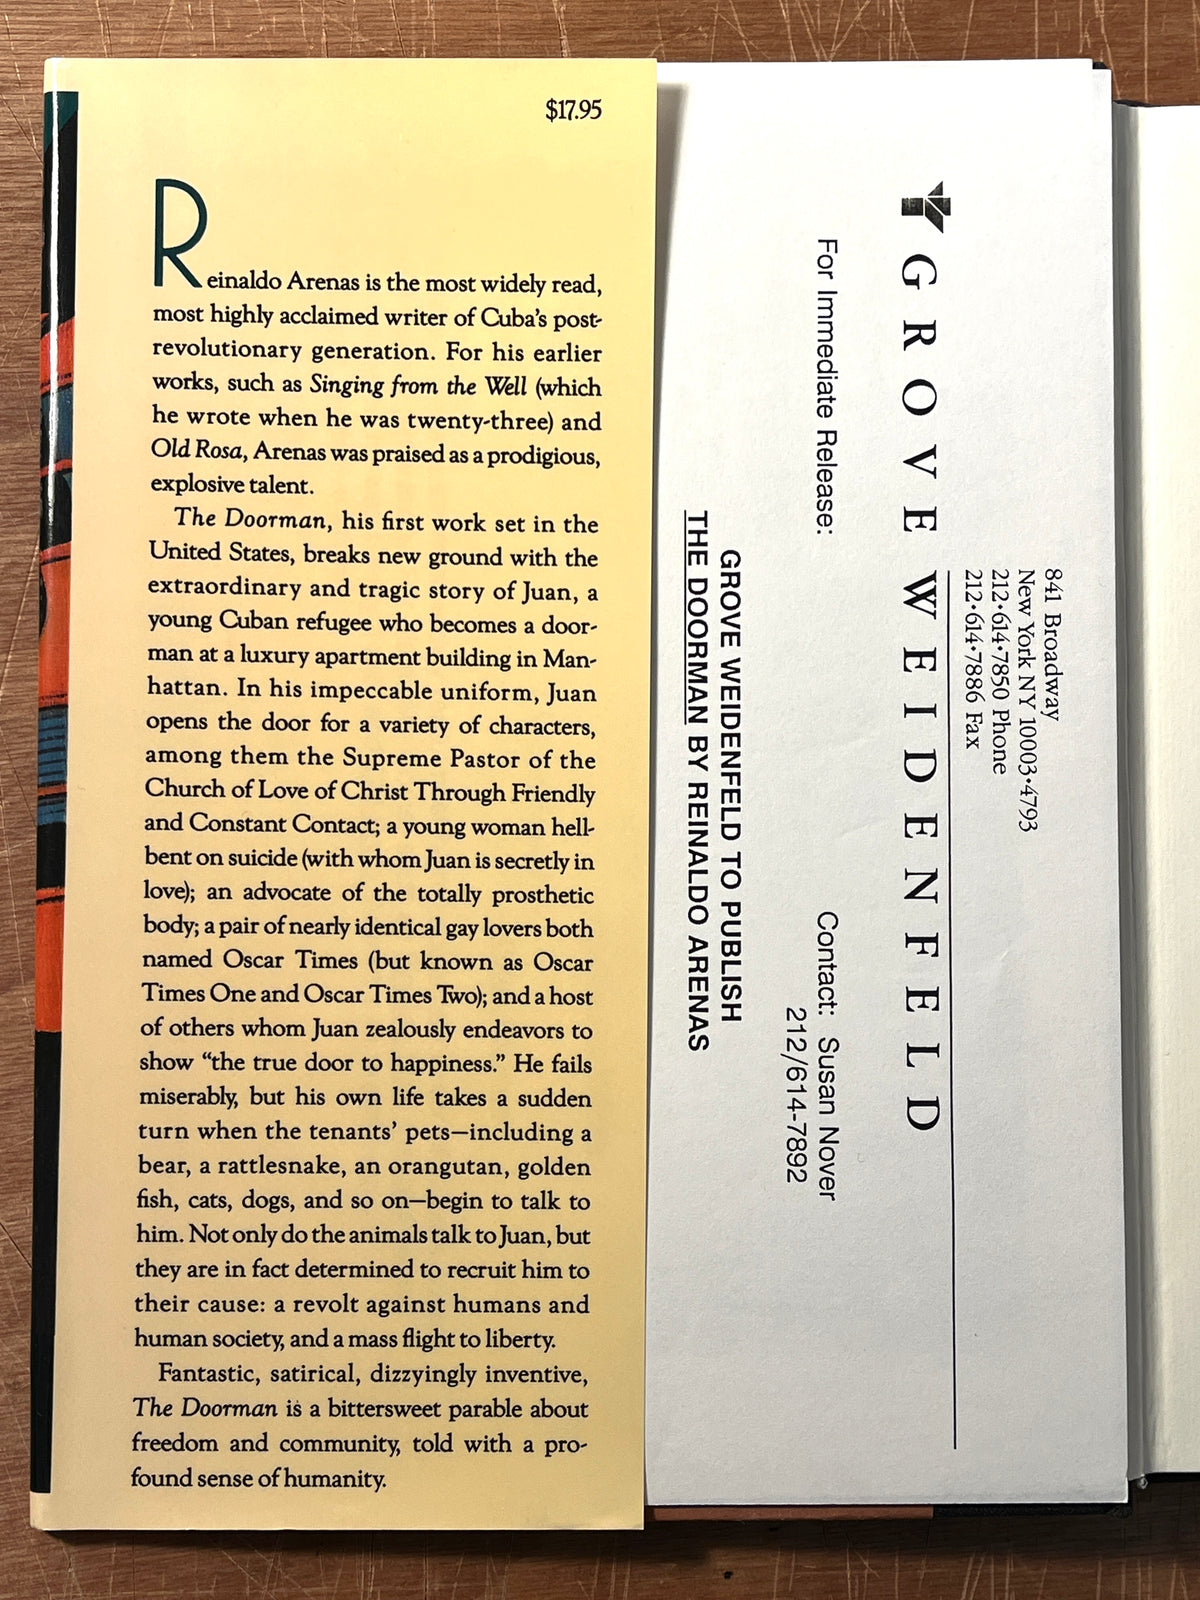 $17.95
Reinaldo Arenas is the most widely read,
most highly acclaimed writer of Cuba's post-
revolutionary generation. For his earlier
works, such as Singing from the Well (which
he wrote when he was twenty-three) and
Old Rosa, Arenas was praised as a prodigious,
explosive talent.
The Doorman, his first work set in the
United States, breaks new ground with the
extraordinary and tragic story of Juan, a
young Cuban refugee who becomes a door-
man at a luxury apartment building in Man-
hattan. In his impeccable uniform, Juan
opens the door for a variety of characters,
among them the Supreme Pastor of the
Church of Love of Christ Through Friendly
and Constant Contact; a young woman hell-
bent on suicide (with whom Juan is secretly in
love); an advocate of the totally prosthetic
body; a pair of nearly identical gay lovers both
named Oscar Times (but known as Oscar
Times One and Oscar Times Two); and a host
of others whom Juan zealously endeavors to
show “the true door to happiness.” He fails
miserably, but his own life takes a sudden
turn when the tenants' pets—including a
bear, a rattlesnake, an orangutan, golden
fish, cats, dogs, and so on—begin to talk to
him. Not only do the animals talk to Juan, but
they are in fact determined to recruit him to
their cause: a revolt against humans and
human society, and a mass flight to liberty.
Fantastic, satirical, dizzyingly inventive,
The Doorman is a bittersweet parable about
freedom and community, told with a pro-
found sense of humanity.
841 Broadway
New York NY 10003•4793
212•614•7850 Phone
212•614•7886 Fax
GROVE WEIDENFELD
For Immediate Release:
Contact: Susan Nover
212/614-7892
GROVE WEIDENFELD TO PUBLISH
THE DOORMAN BY REINALDO ARENAS